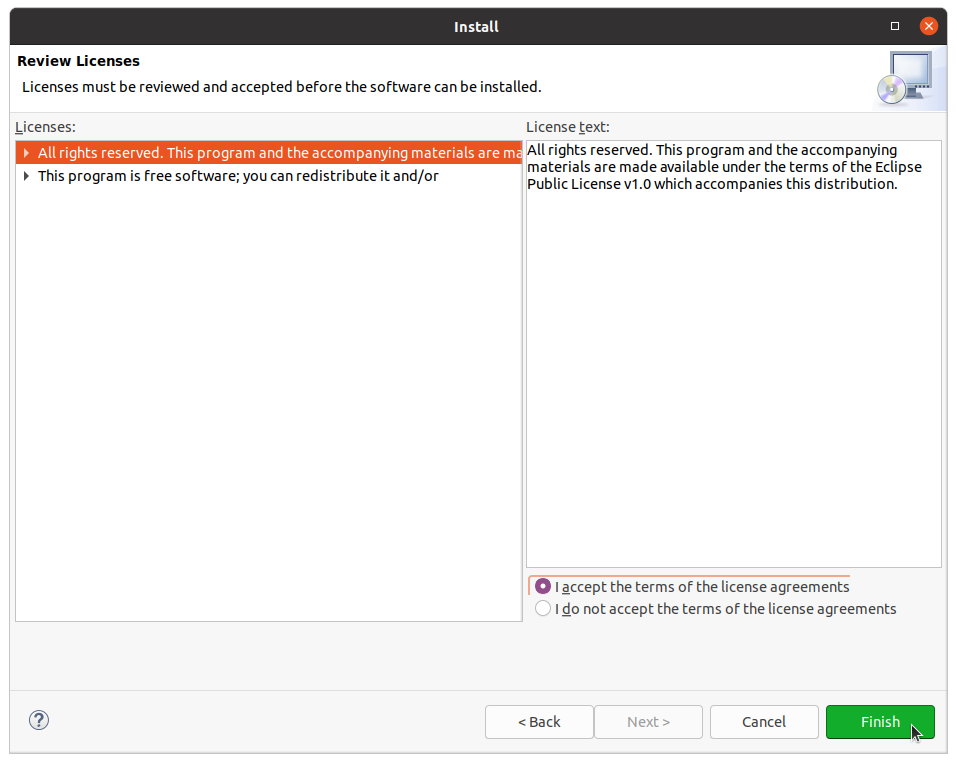 Install
Review Licenses
Licenses must be reviewed and accepted before the software can be installed.
Licenses:
All rights reserved. This program and the accompanying materials are ma
This program is free software; you can redistribute it and/or
License text:
All rights reserved. This program and the accompanying
materials are made available under the terms of the Eclipse
Public License v1.0 which accompanies this distribution.
I accept the terms of the license agreements
I do not accept the terms of the license agreements
?
< Back
Next >
Cancel
Finish